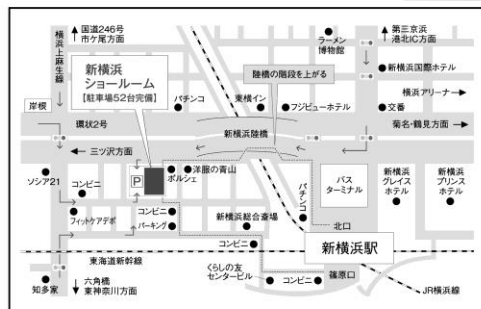 国道246号
市ケ尾方面
横浜上麻生線
ラーメン
博物館
第三京浜
港北IC方面
新横浜国際ホテル
新横浜
ショールーム
【駐車場52台完備】
陸橋の階段を上がる
岸根
パチンコ
東横イン
フジビューホテル
交番
横浜アリーナ
環状2号
新横浜陸橋
菊名・鶴見方面
三ツ沢方面
ソシア21
コンビニ
P
ポルシェ
洋服の青山
パチンコ
バス
ターミナル
新横浜
グレイス
ホテル
新横浜
プリンス
ホテル
フィットケアデポ
コンビニ
パーキング
新横浜総合斎場
北口
コンビニ
新横浜駅
東海道新幹線
くらしの友
センタービル
コンビニ
篠原口
知多家
六角橋
東神奈川方面
JR横浜線